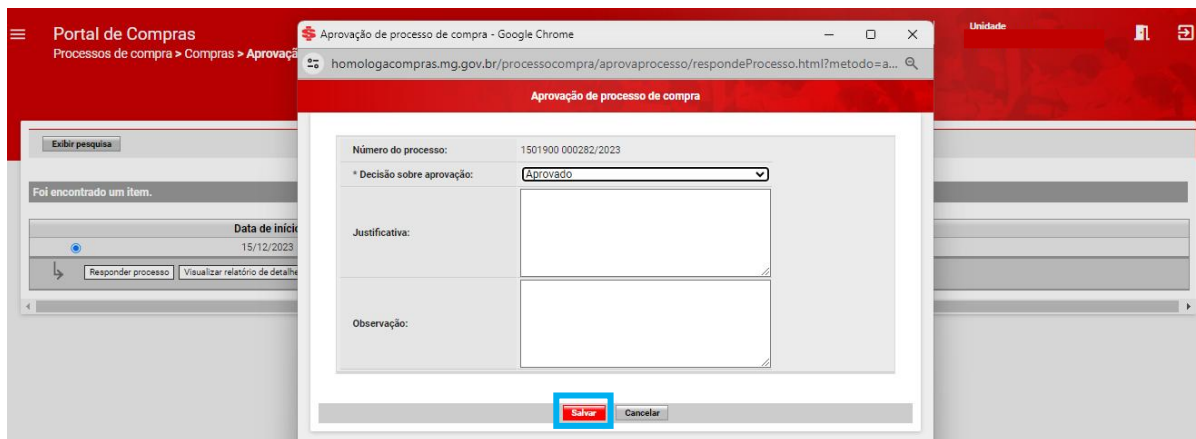 Portal de Compras
Processos de compra > Compras > Aprovaçã
Unidade
Exibir pesquisa
Foi encontrado um item.
Data de iníci
15/12/2023
Responder processo Visualizar relatório de detalhe
Aprovação de processo de compra - Google Chrome
homologacompras.mg.gov.br/processocompra/aprovaprocesso/respondeProcesso.html?metodo=a...
Aprovação de processo de compra
Número do processo: 1501900 000282/2023
* Decisão sobre aprovação: Aprovado
Justificativa:
Observação:
Salvar Cancelar